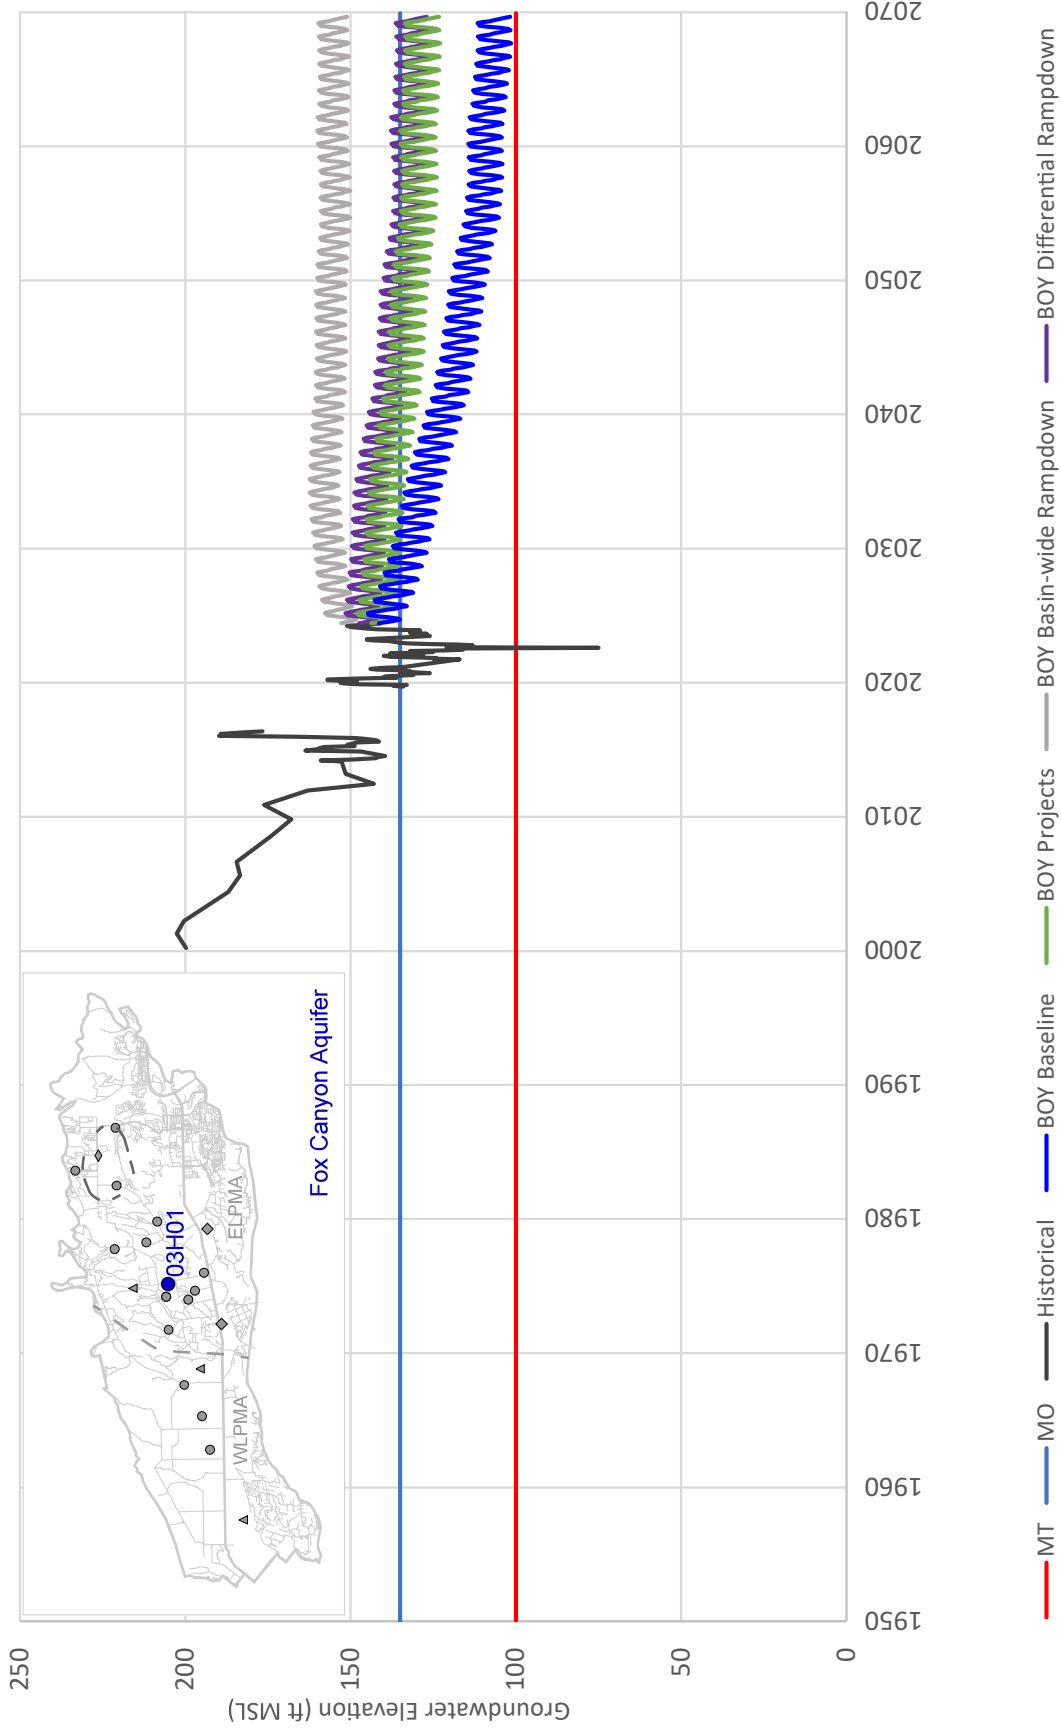 250
200
150
100
50
0
Groundwater Elevation (ft MSL)
1950
1960
1970
1980
1990
2000
2010
2020
2030
2040
2050
2060
2070
WLPMA
ELPMA
03H01
Fox Canyon Aquifer
MT
MO
Historical
BOY Baseline
BOY Projects
BOY Basin-wide Rampdown
BOY Differential Rampdown